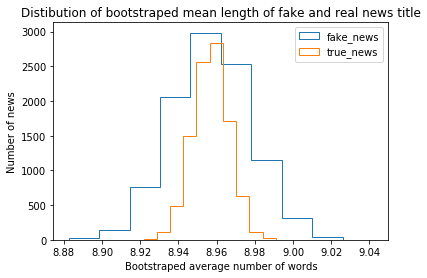 Distibution of bootstraped mean length of fake and real news title
fake_news
true_news
Number of news
3000
2500
2000
1500
1000
500
0
8.88 8.90 8.92 8.94 8.96 8.98 9.00 9.02 9.04
Bootstraped average number of words